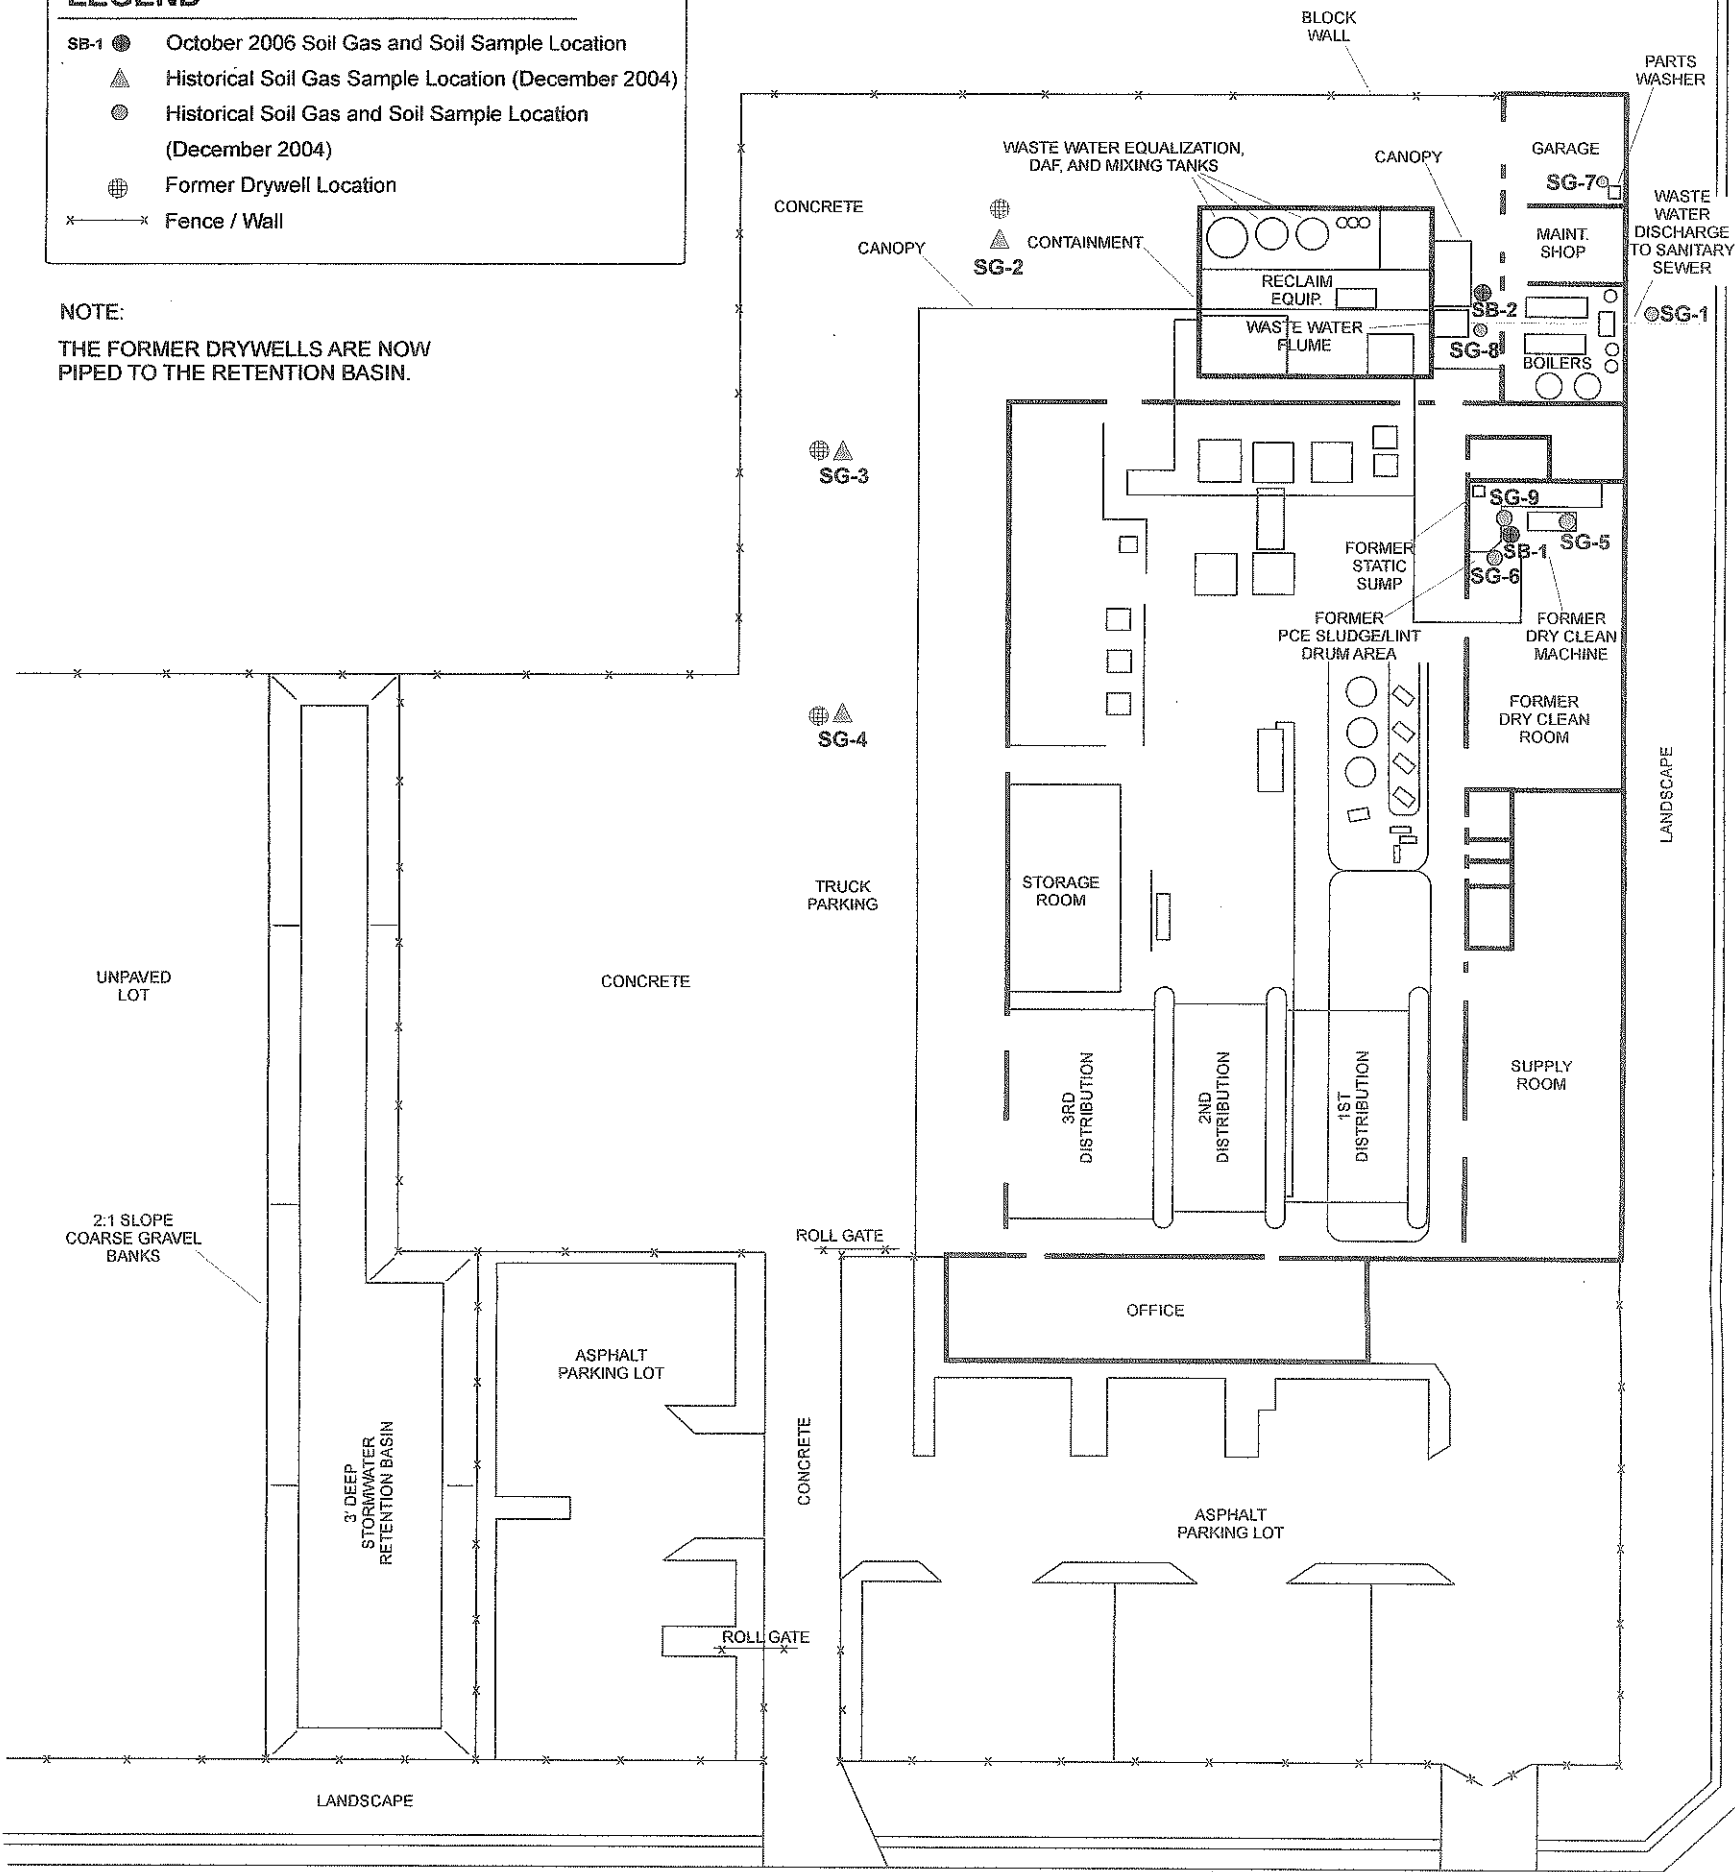 LEGEND
SB-1 October 2006 Soil Gas and Soil Sample Location
Historical Soil Gas Sample Location (December 2004)
Historical Soil Gas and Soil Sample Location
(December 2004)
Former Drywell Location
x x Fence / Wall
NOTE:
THE FORMER DRYWELLS ARE NOW
PIPED TO THE RETENTION BASIN.
BLOCK
WALL
PARTS
WASHER
WASTE WATER EQUALIZATION,
DAF, AND MIXING TANKS
CANOPY
GARAGE
SG-7
WASTE
WATER
DISCHARGE
TO SANITARY
SEWER
CONCRETE
CANOPY
SG-2
CONTAINMENT
MAINT.
SHOP
RECLAIM
EQUIP.
SB-2
SG-1
WASTE WATER
FLUME
SG-8
BOILERS
SG-3
SG-9
SG-5
SB-1
SG-6
FORMER
STATIC
SUMP
FORMER
PCE SLUDGE/LINT
DRUM AREA
FORMER
DRY CLEAN
MACHINE
FORMER
DRY CLEAN
ROOM
SG-4
LANDSCAPE
TRUCK
PARKING
STORAGE
ROOM
UNPAVED
LOT
CONCRETE
3RD
DISTRIBUTION
2ND
DISTRIBUTION
1ST
DISTRIBUTION
SUPPLY
ROOM
2:1 SLOPE
COARSE GRAVEL
BANKS
ROLL GATE
OFFICE
ASPHALT
PARKING LOT
CONCRETE
3' DEEP
STORMWATER
RETENTION BASIN
ASPHALT
PARKING LOT
ROLL GATE
LANDSCAPE